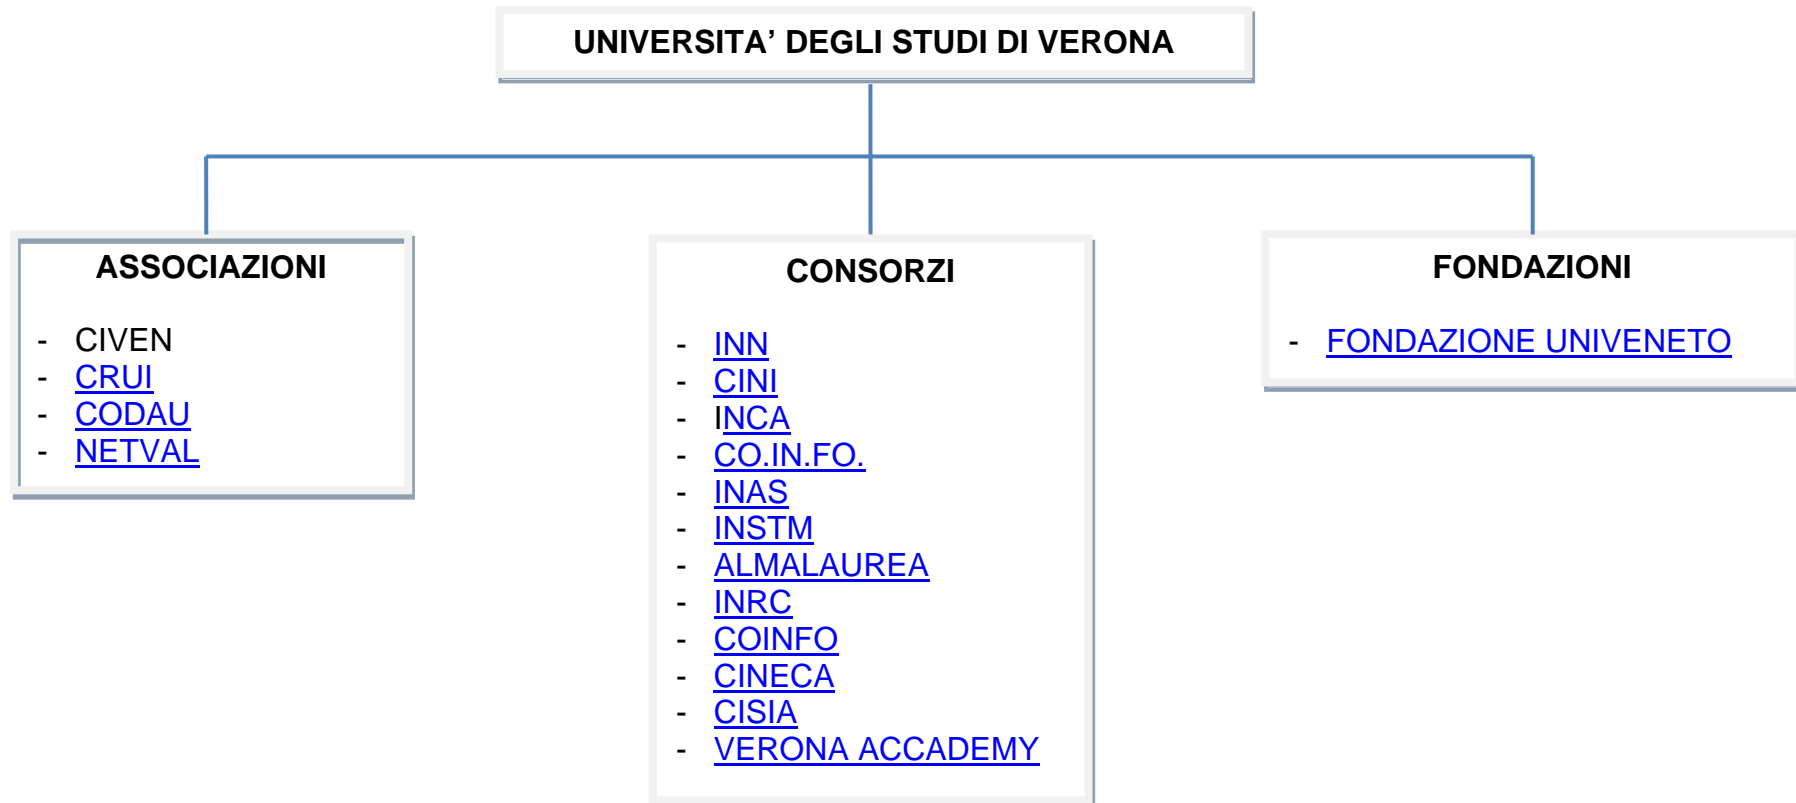 UNIVERSITA’ DEGLI STUDI DI VERONA
ASSOCIAZIONI
- CIVEN
- CRUI
- CODAU
- NETVAL
CONSORZI
- INN
- CINI
- INCA
- CO.IN.FO.
- INAS
- INSTM
- ALMALAUREA
- INRC
- COINFO
- CINECA
- CISIA
- VERONA ACCADEMY
FONDAZIONI
- FONDAZIONE UNIVENETO